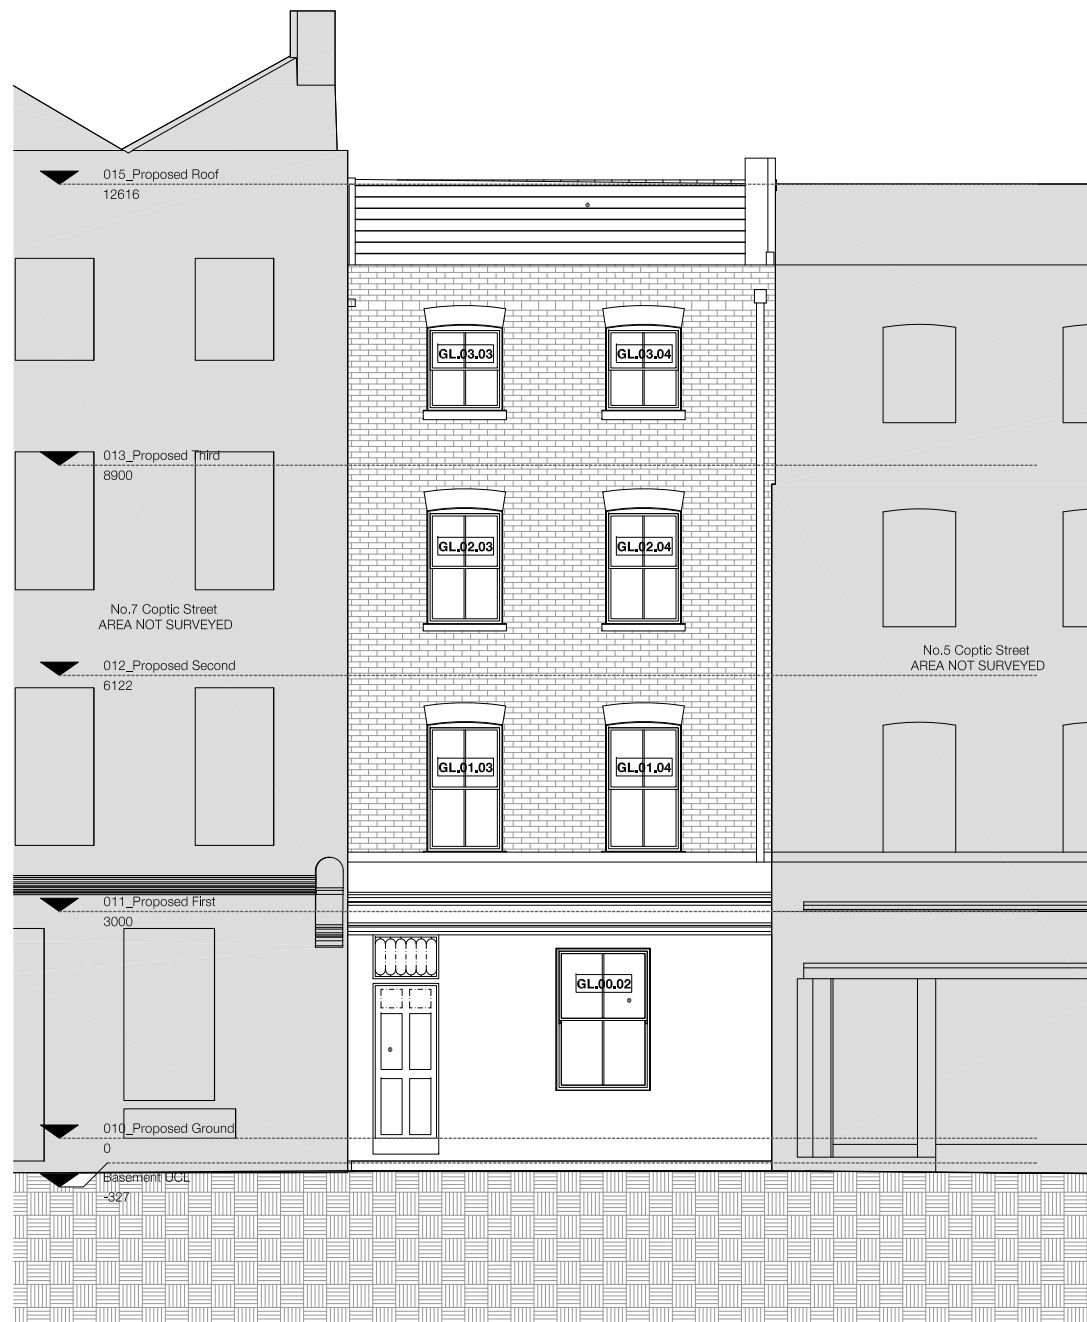 015_Proposed Roof
12616
GL.03.03
GL.03.04
013_Proposed Third
8900
GL.02.03
GL.02.04
No.7 Coptic Street
AREA NOT SURVEYED
No.5 Coptic Street
AREA NOT SURVEYED
012_Proposed Second
6122
GL.01.03
GL.01.04
011_Proposed First
3000
GL.00.02
010_Proposed Ground
0
Basement UCL
-327